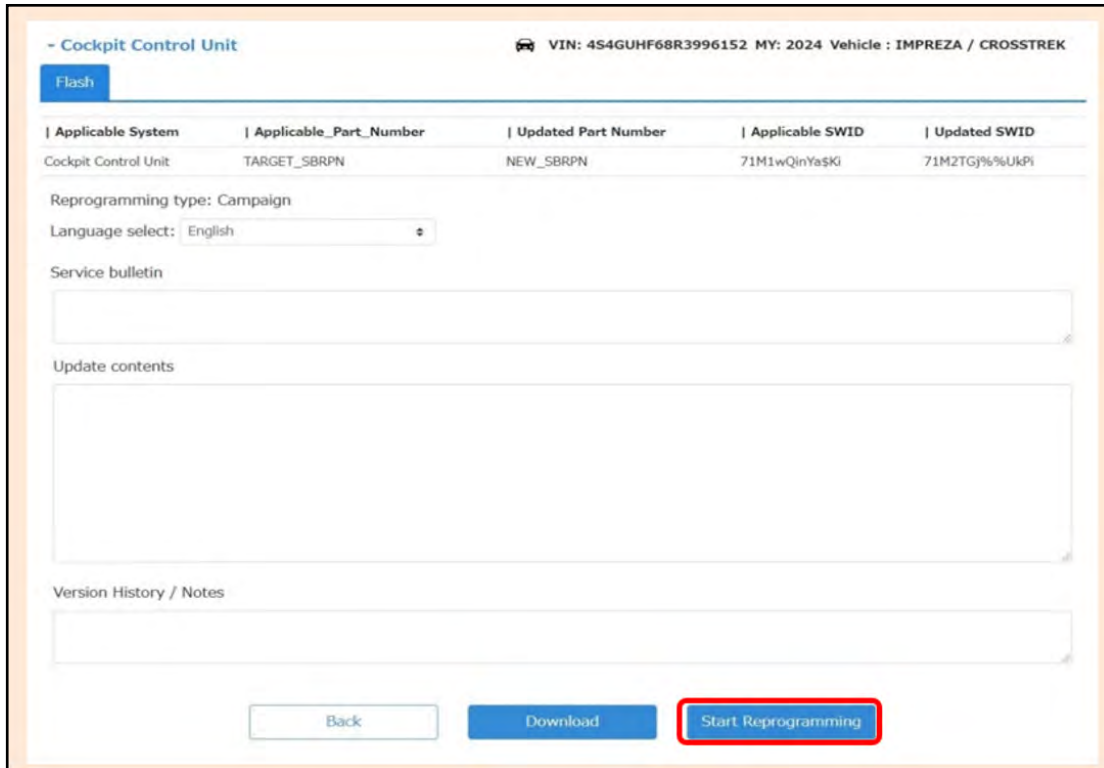 - Cockpit Control Unit
VIN: 4S4GUHF68R3996152 MY: 2024 Vehicle : IMPREZA / CROSSTREK
Flash
| Applicable System | Applicable_Part_Number | Updated Part Number | Applicable SWID | Updated SWID
Cockpit Control Unit TARGET_SBRPN NEW_SBRPN 71M1wQinYa$Ki 71M2TGj%%UkPi
Reprogramming type: Campaign
Language select: English
Service bulletin
Update contents
Version History / Notes
Back Download Start Reprogramming